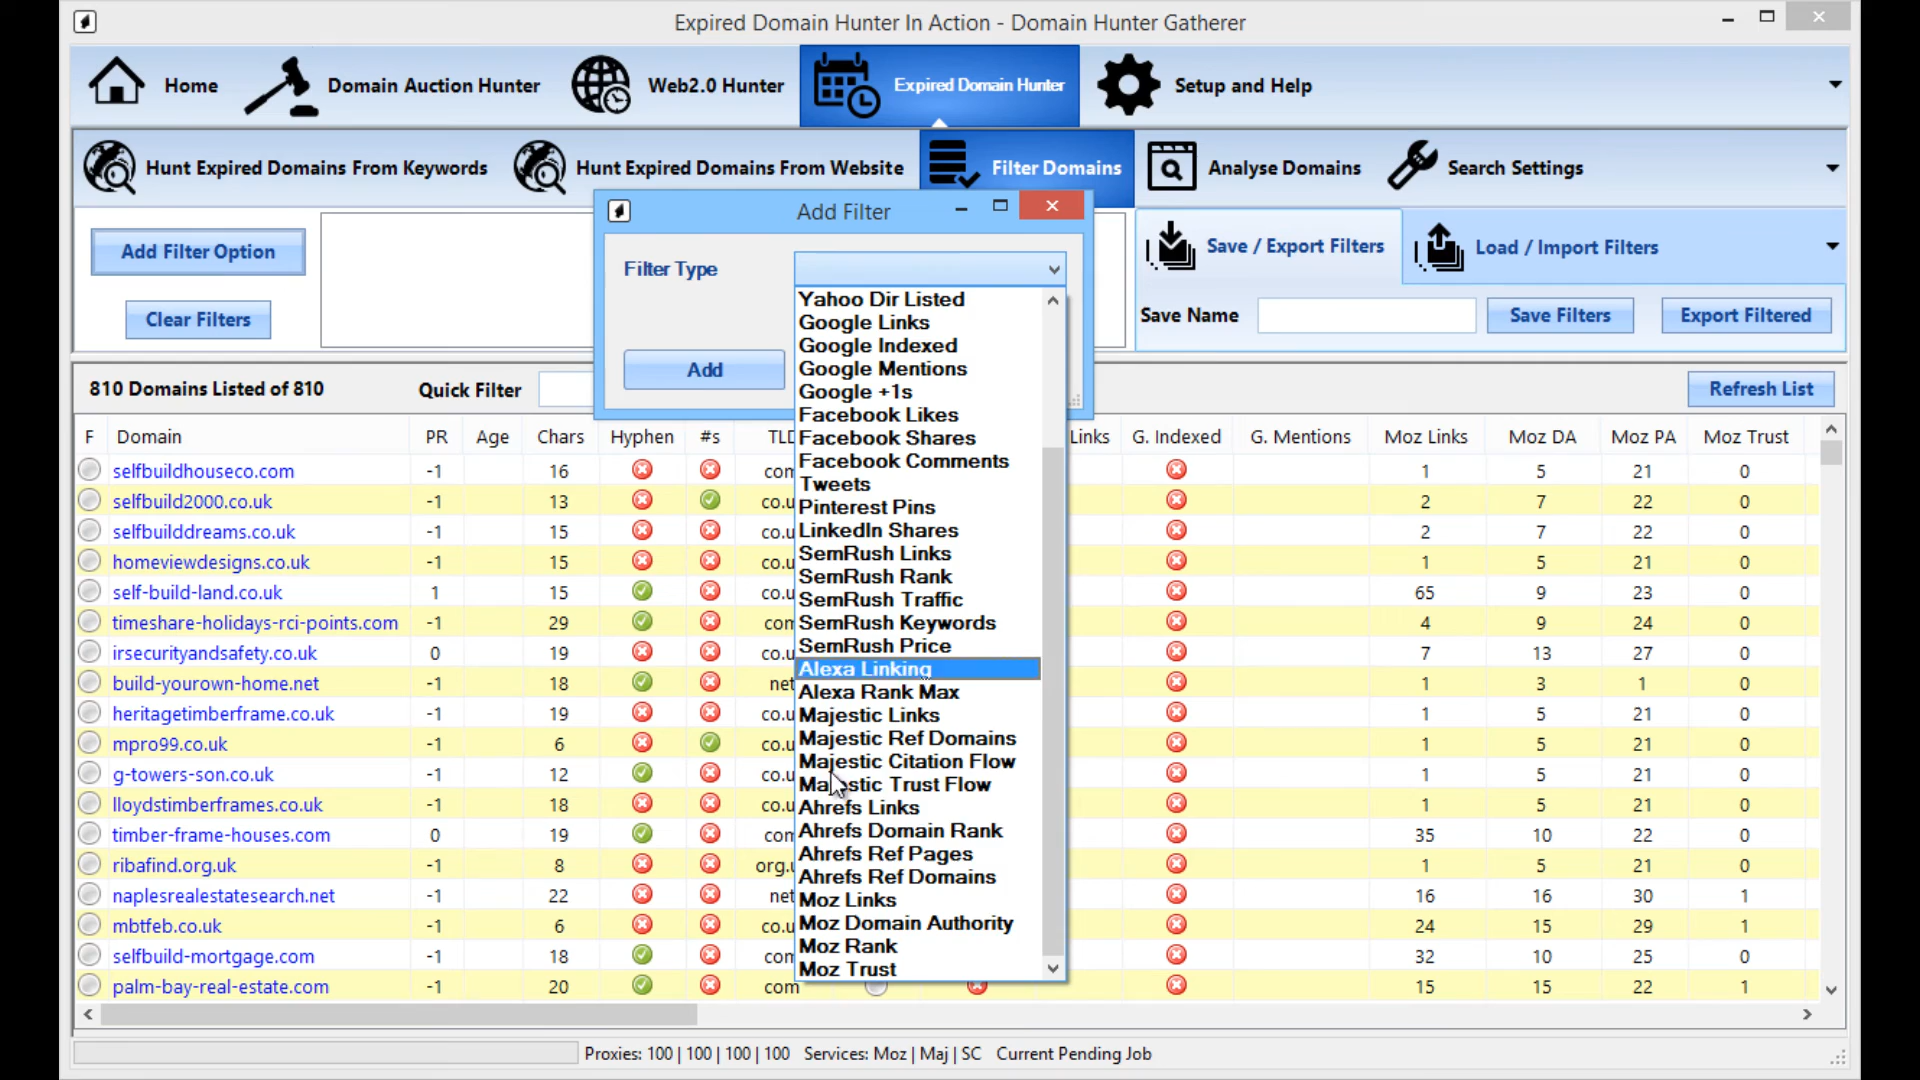 Expired Domain Hunter In Action - Domain Hunter Gatherer
Home
Domain Auction Hunter
Web2.0 Hunter
Expired Domain Hunter
Setup and Help
Hunt Expired Domains From Keywords
Hunt Expired Domains From Website
Filter Domains
Analyse Domains
Search Settings
Add Filter Option
Clear Filters
Add Filter
Filter Type
Add
Yahoo Dir Listed
Google Links
Google Indexed
Google Mentions
Google +1s
Facebook Likes
Facebook Shares
Facebook Comments
Tweets
Pinterest Pins
LinkedIn Shares
SemRush Links
SemRush Rank
SemRush Traffic
SemRush Keywords
SemRush Price
Alexa Linking
Alexa Rank Max
Majestic Links
Majestic Ref Domains
Majestic Citation Flow
Majestic Trust Flow
Ahrefs Links
Ahrefs Domain Rank
Ahrefs Ref Pages
Ahrefs Ref Domains
Moz Links
Moz Domain Authority
Moz Rank
Moz Trust
Save / Export Filters
Load / Import Filters
Save Name
Save Filters
Export Filtered
810 Domains Listed of 810
Quick Filter
Refresh List
F Domain PR Age Chars Hyphen #s TLD Links G. Indexed G. Mentions Moz Links Moz DA Moz PA Moz Trust
selfbuildhouseco.com -1 16 com 1 5 21 0
selfbuild2000.co.uk -1 13 co.u 2 7 22 0
selfbuilddreams.co.uk -1 15 co.u 2 7 22 0
homeviewdesigns.co.uk -1 15 co.u 1 5 21 0
self-build-land.co.uk 1 15 co.u 65 9 23 0
timeshare-holidays-rci-points.com -1 29 com 4 9 24 0
irsecurityandsafety.co.uk 0 19 co.u 7 13 27 0
build-yourown-home.net -1 18 net 1 3 1 0
heritagetimberframe.co.uk -1 19 co.u 1 5 21 0
mpro99.co.uk -1 6 co.u 1 5 21 0
g-towers-son.co.uk -1 12 co.u 1 5 21 0
lloydstimberframes.co.uk -1 18 co.u 1 5 21 0
timber-frame-houses.com 0 19 com 35 10 22 0
ribafind.org.uk -1 8 org.u 1 5 21 0
naplesrealestatesearch.net -1 22 net 16 16 30 1
mbtfeb.co.uk -1 6 co.u 24 15 29 1
selfbuild-mortgage.com -1 18 com 32 10 25 0
palm-bay-real-estate.com -1 20 com 15 15 22 1
Proxies: 100 | 100 | 100 | 100 Services: Moz | Maj | SC Current Pending Job